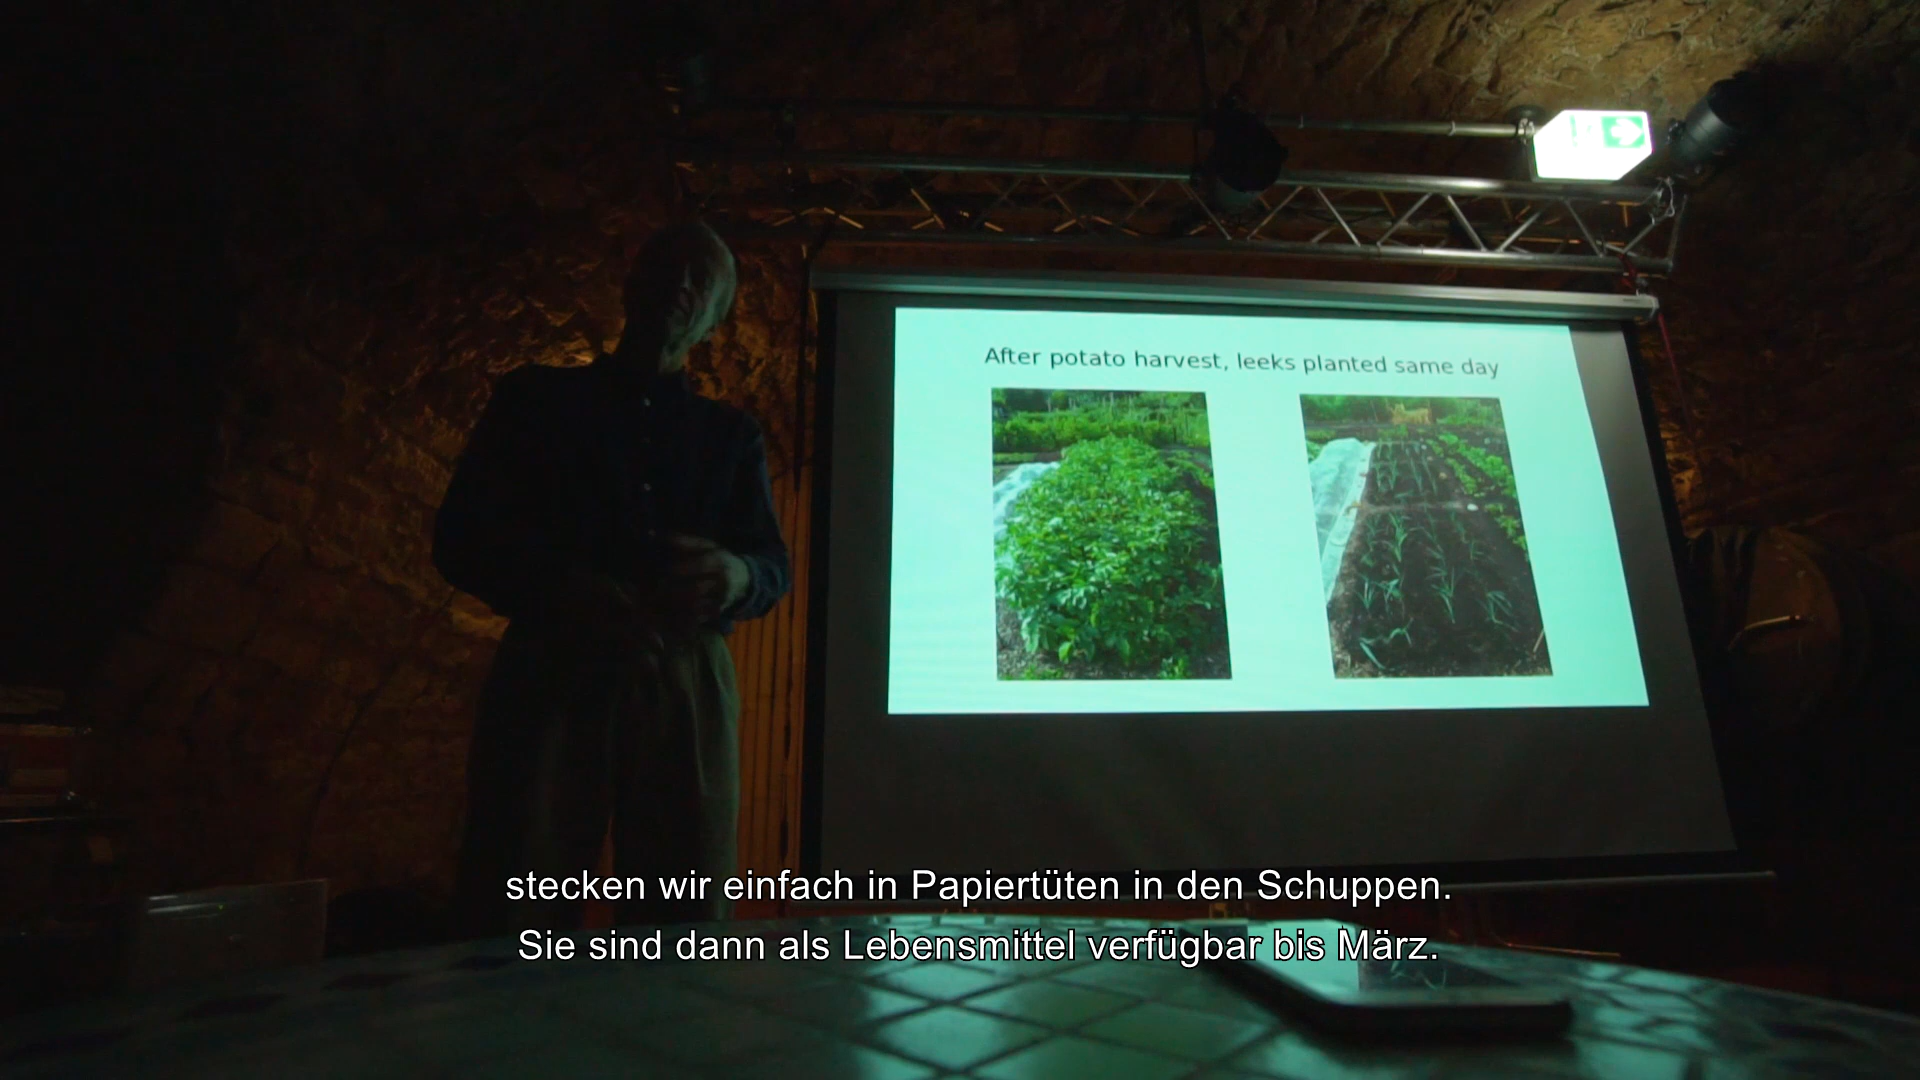 After potato harvest, leeks planted same day
stecken wir einfach in Papiertüten in den Schuppen.
Sie sind dann als Lebensmittel verfügbar bis März.